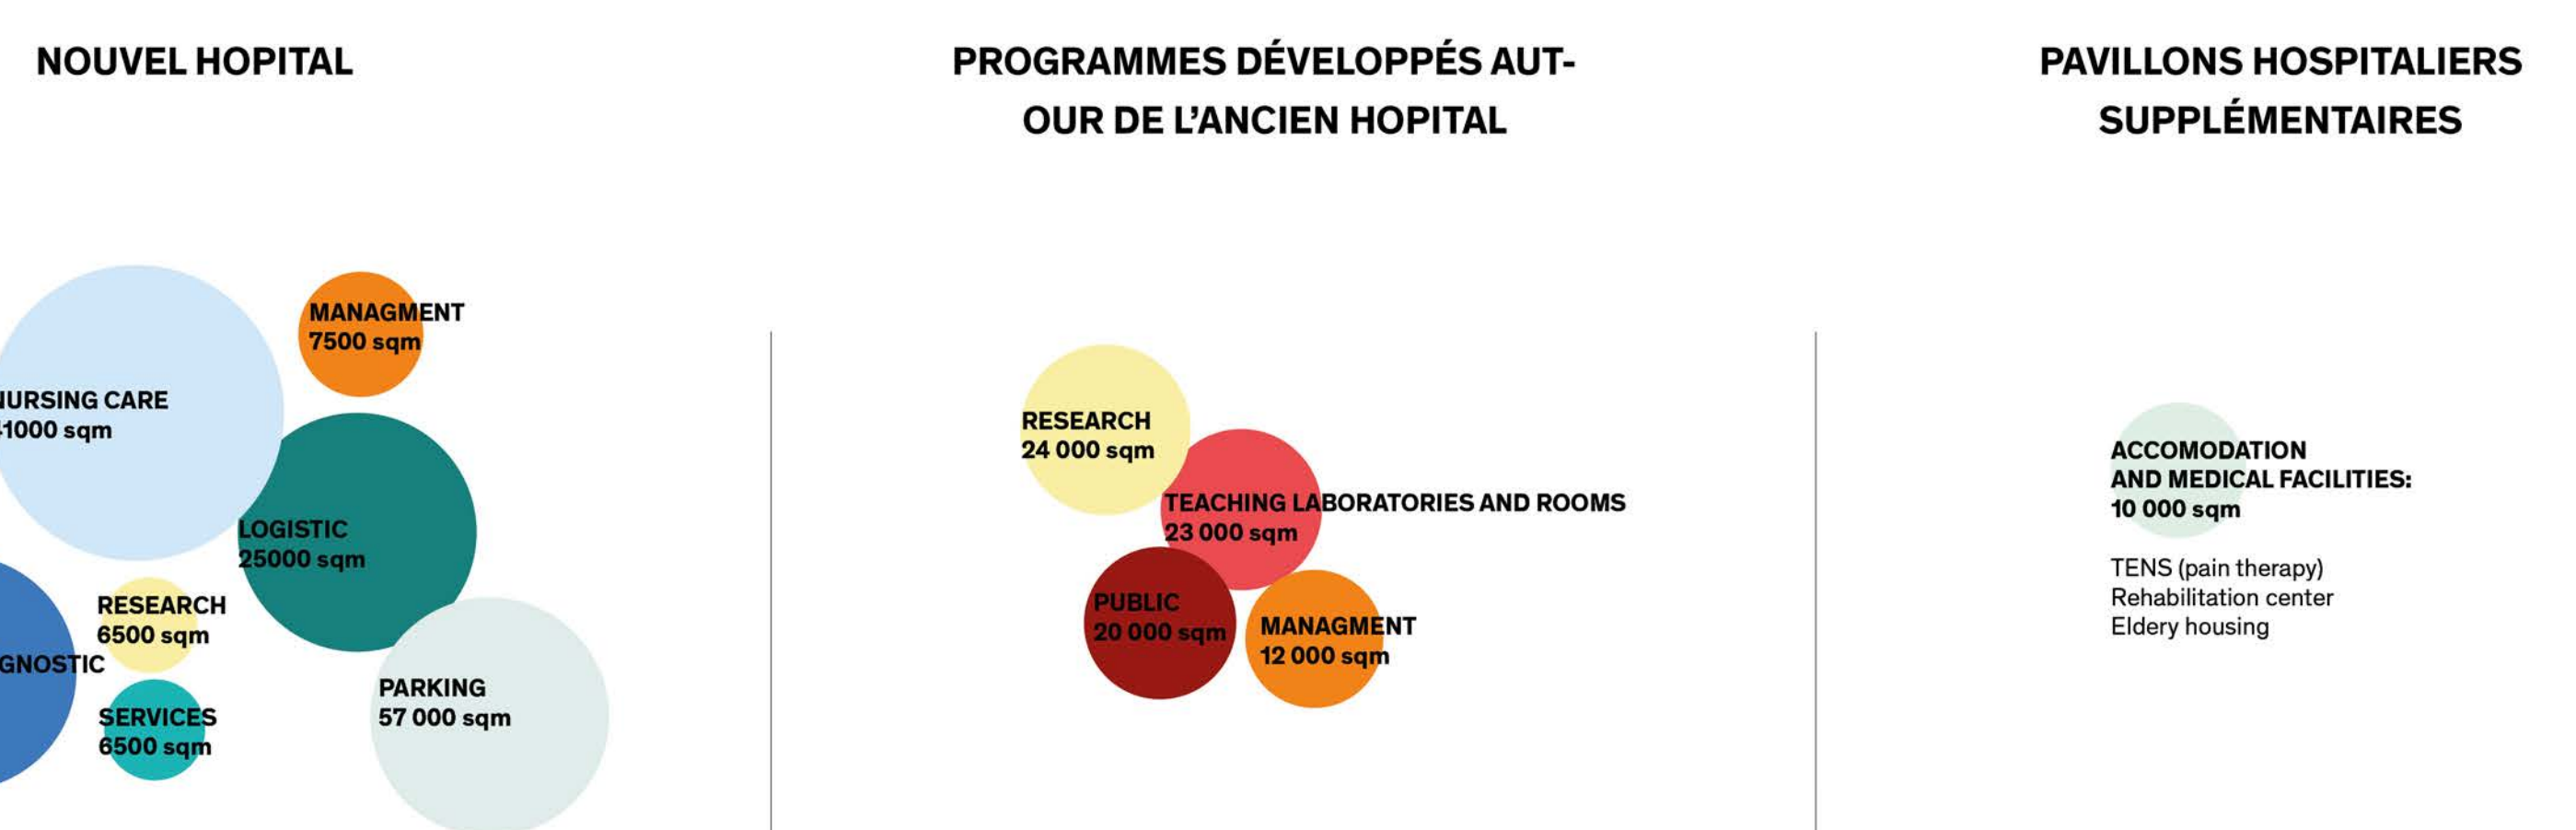 NOUVEL HOPITAL
MANAGMENT
7500 sqm
NURSING CARE
41000 sqm
LOGISTIC
25000 sqm
RESEARCH
6500 sqm
GNOSTIC
SERVICES
6500 sqm
PARKING
57 000 sqm
PROGRAMMES DÉVELOPPÉS AUT-
OUR DE L’ANCIEN HOPITAL
RESEARCH
24 000 sqm
TEACHING LABORATORIES AND ROOMS
23 000 sqm
PUBLIC
20 000 sqm
MANAGMENT
12 000 sqm
PAVILLONS HOSPITALIERS
SUPPLÉMENTAIRES
ACCOMODATION
AND MEDICAL FACILITIES:
10 000 sqm
TENS (pain therapy)
Rehabilitation center
Eldery housing